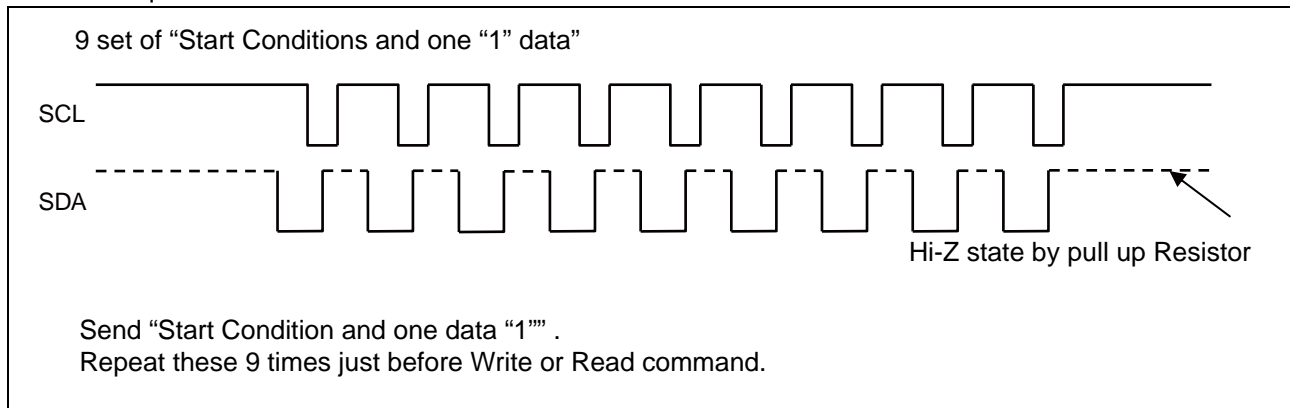 9 set of “Start Conditions and one “1” data”
SCL
SDA
Hi-Z state by pull up Resistor
Send “Start Condition and one data “1”” .
Repeat these 9 times just before Write or Read command.